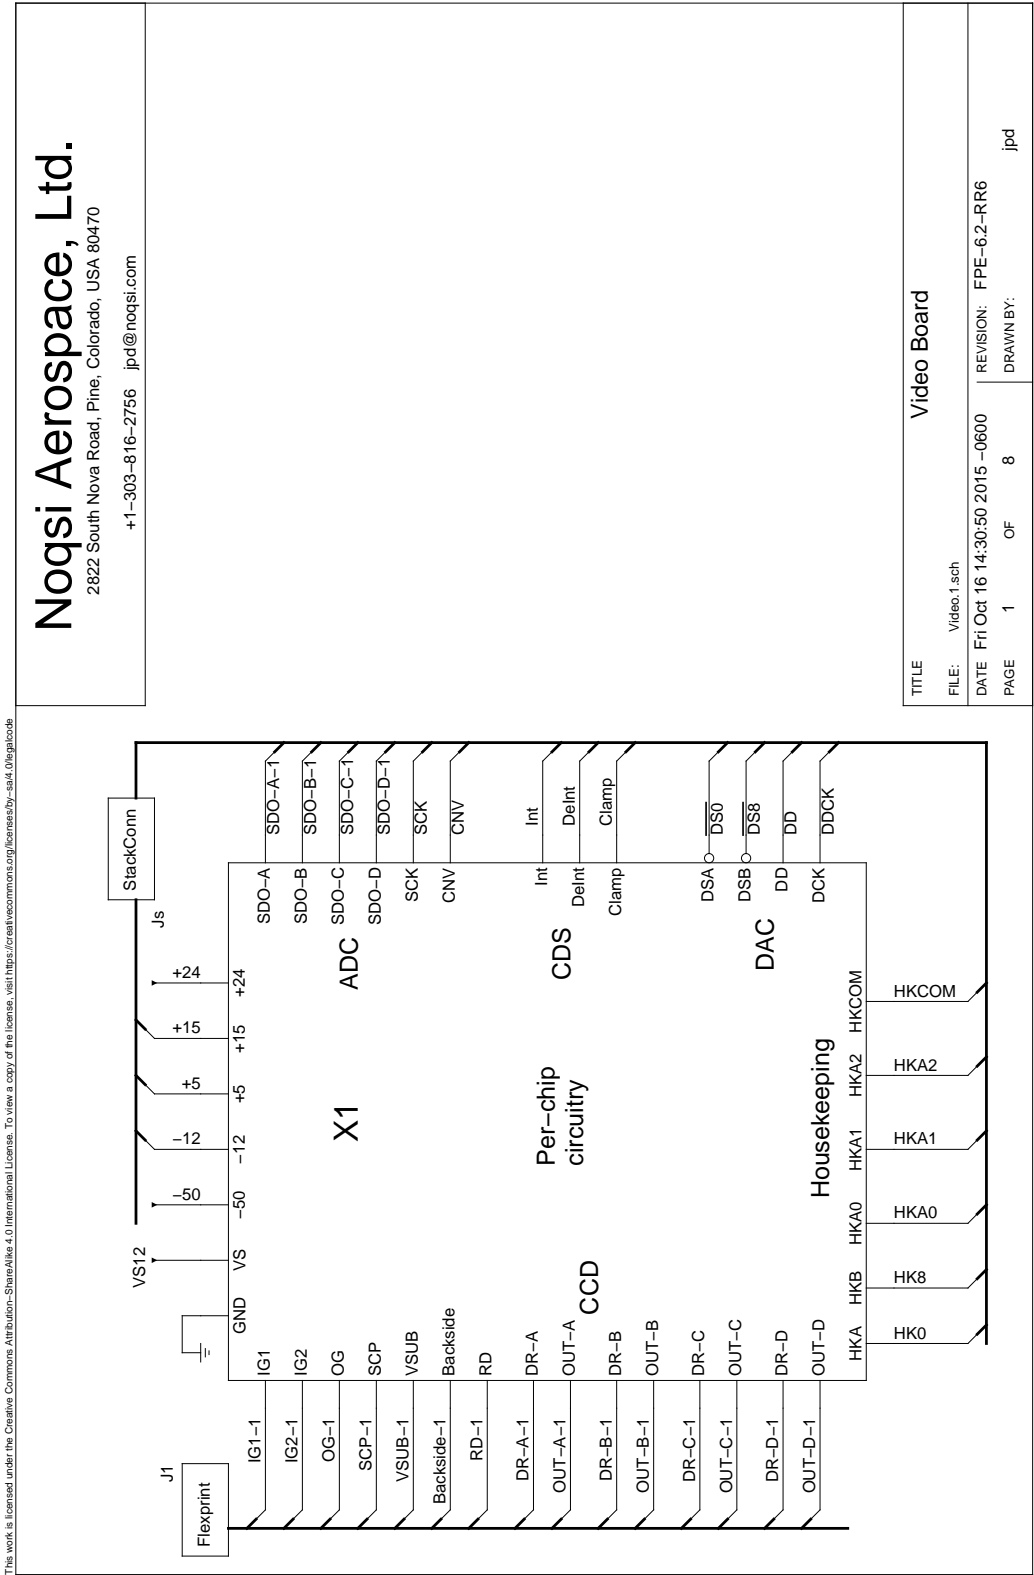 This work is licensed under the Creative Commons Attribution−ShareAlike 4.0 International License. To view a copy of the license, visit https://creativecommons.org/licenses/by−sa/4.0/legalcode
Noqsi Aerospace, Ltd.
2822 South Nova Road, Pine, Colorado, USA 80470
+1−303−816−2756 jpd@noqsi.com
J1
Flexprint
Js
StackConn
VS12
−50
−12
+5
+15
+24
GND
VS
−50
−12
+5
+15
+24
IG1−1
IG1
IG2−1
IG2
OG−1
OG
SCP−1
SCP
VSUB−1
VSUB
Backside−1
Backside
RD−1
RD
DR−A−1
DR−A
OUT−A−1
OUT−A
DR−B−1
DR−B
OUT−B−1
OUT−B
DR−C−1
DR−C
OUT−C−1
OUT−C
DR−D−1
DR−D
OUT−D−1
OUT−D
X1
Per−chip
circuitry
CCD
ADC
CDS
DAC
Housekeeping
SDO−A
SDO−A−1
SDO−B
SDO−B−1
SDO−C
SDO−C−1
SDO−D
SDO−D−1
SCK
SCK
CNV
CNV
Int
Int
DeInt
DeInt
Clamp
Clamp
DSA
DS0
DSB
DS8
DD
DD
DCK
DDCK
HKA
HKB
HKA0
HKA1
HKA2
HKCOM
HK0
HK8
HKA0
HKA1
HKA2
HKCOM
TITLE
Video Board
FILE: Video.1.sch
DATE Fri Oct 16 14:30:50 2015 −0600
REVISION: FPE−6.2−RR6
PAGE 1 OF 8
DRAWN BY: jpd